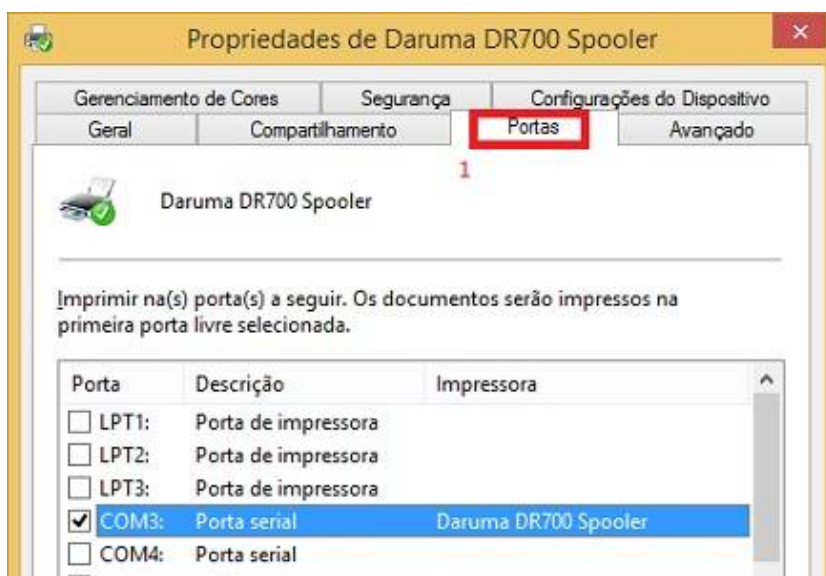 Propriedades de Daruma DR700 Spooler
Gerenciamento de Cores Segurança Configurações do Dispositivo
Geral Compartilhamento Portas Avançado
1
Daruma DR700 Spooler
Imprimir na(s) porta(s) a seguir. Os documentos serão impressos na
primeira porta livre selecionada.
Porta Descrição Impressora
LPT1: Porta de impressora
LPT2: Porta de impressora
LPT3: Porta de impressora
COM3: Porta serial Daruma DR700 Spooler
COM4: Porta serial